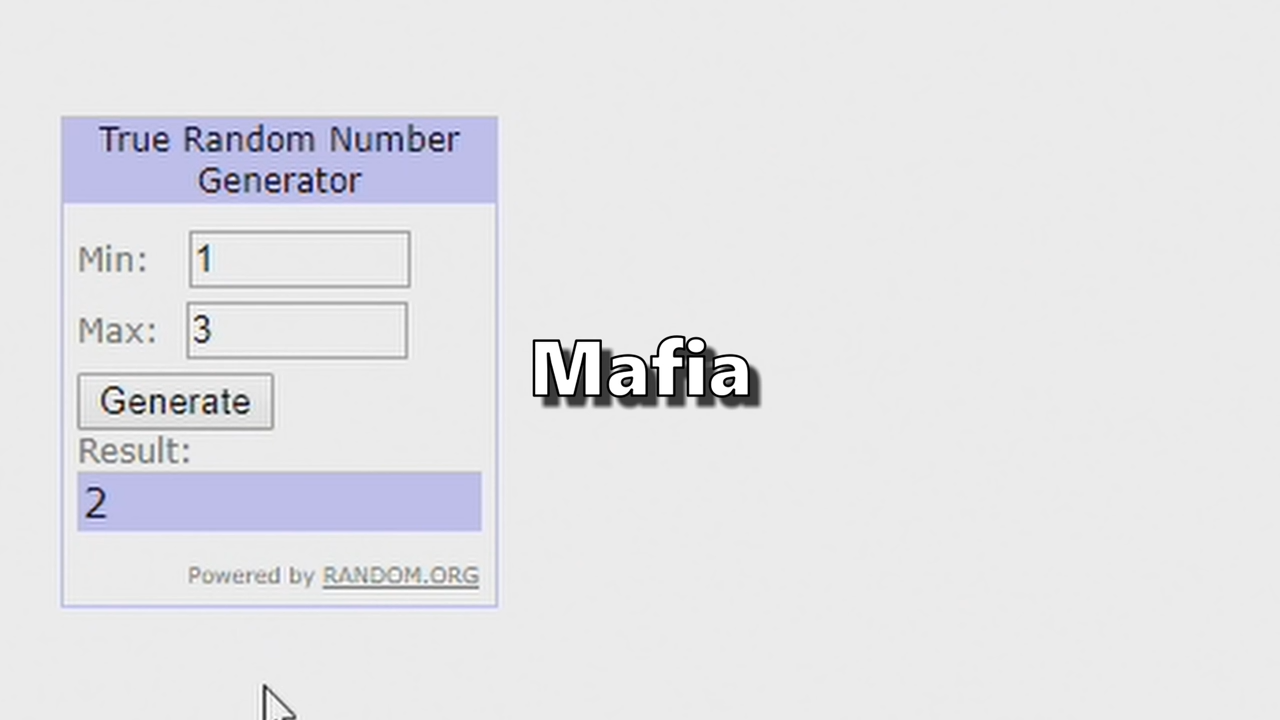 True Random Number
Generator
Min: 1
Max: 3
Generate
Result:
2
Powered by RANDOM.ORG
Mafia